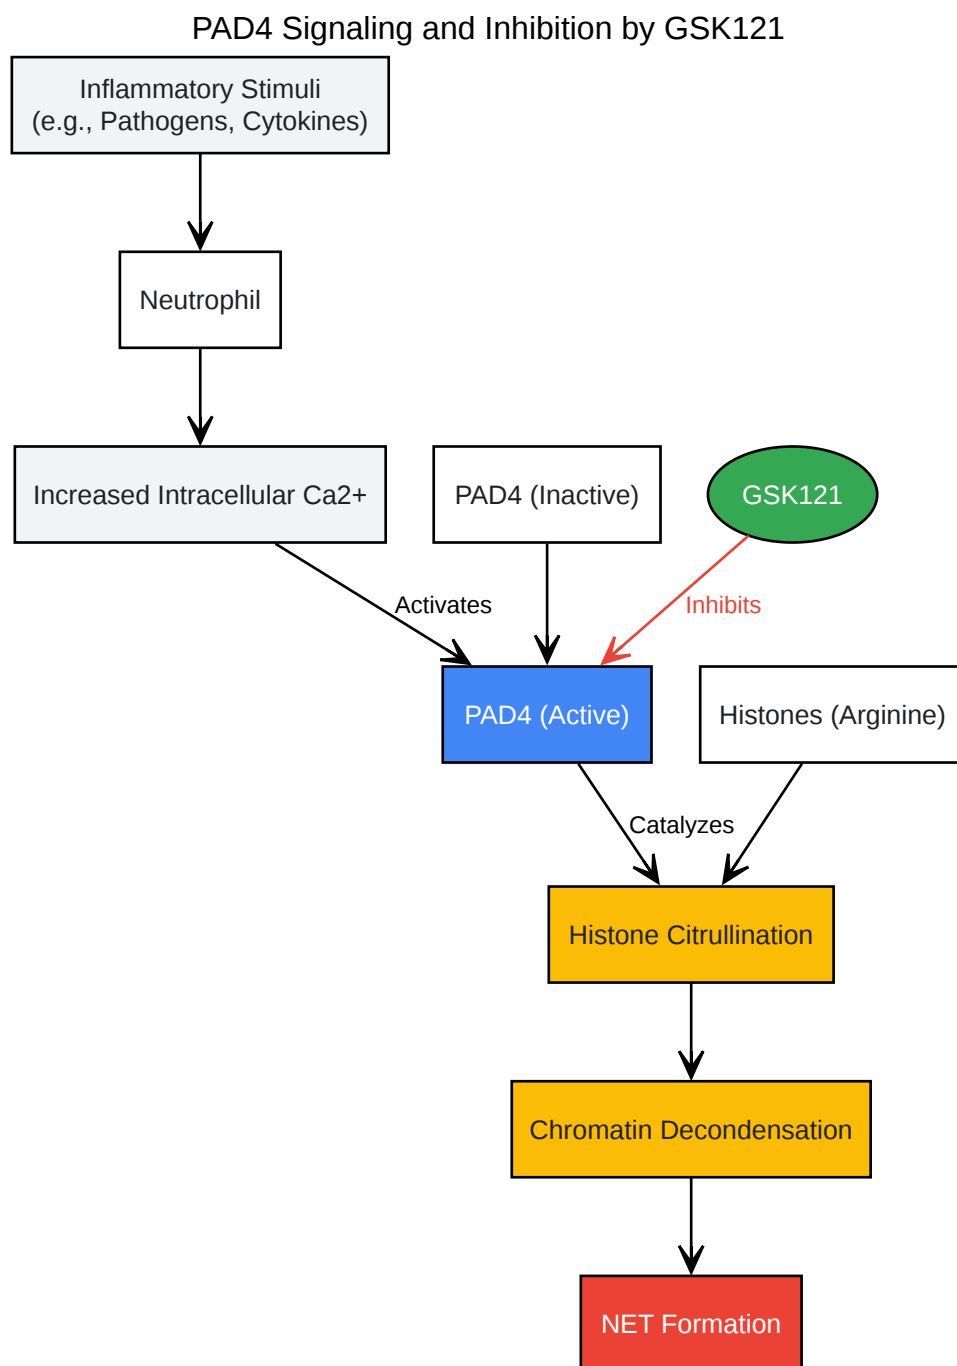 PAD4 Signaling and Inhibition by GSK121
Inflammatory Stimuli
(e.g., Pathogens, Cytokines)
Neutrophil
Increased Intracellular Ca2+
PAD4 (Inactive)
GSK121
Activates
Inhibits
PAD4 (Active)
Histones (Arginine)
Catalyzes
Histone Citrullination
Chromatin Decondensation
NET Formation